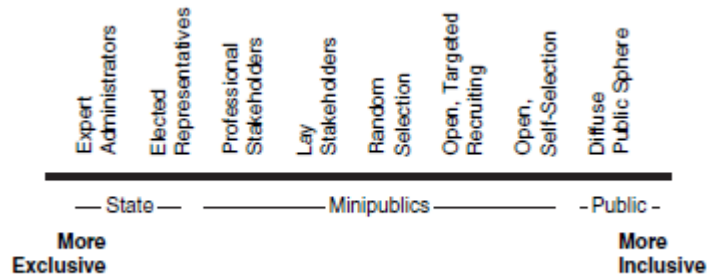 Expert
Administrators
Elected
Representatives
Professional
Stakeholders
Lay
Stakeholders
Random
Selection
Open, Targeted
Recruiting
Open,
Self-Selection
Diffuse
Public Sphere
State
Minipublics
Public
More
Exclusive
More
Inclusive